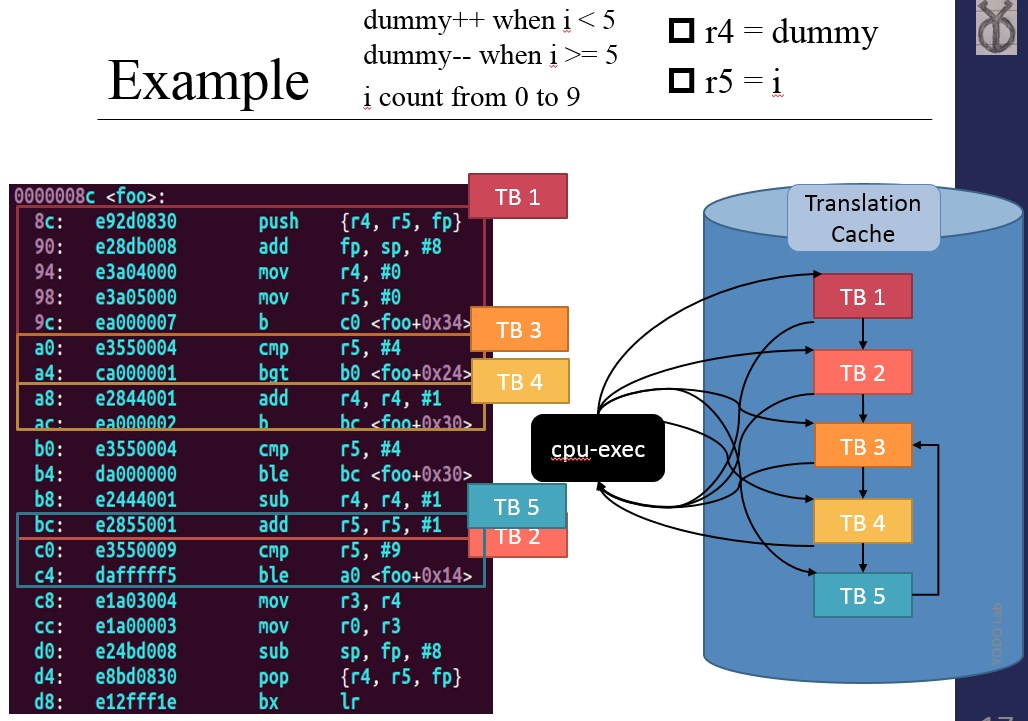 Example
dummy++ when i < 5
dummy-- when i >= 5
i count from 0 to 9
r4 = dummy
r5 = i
0000008c <foo>:
8c: e92d0830 push {r4, r5, fp}
90: e28db008 add fp, sp, #8
94: e3a04000 mov r4, #0
98: e3a05000 mov r5, #0
9c: ea000007 b c0 <foo+0x34>
a0: e3550004 cmp r5, #4
a4: ca000001 bgt b0 <foo+0x24>
a8: e2844001 add r4, r4, #1
ac: ea000002 b bc <foo+0x30>
b0: e3550004 cmp r5, #4
b4: da000000 ble bc <foo+0x30>
b8: e2444001 sub r4, r4, #1
bc: e2855001 add r5, r5, #1
c0: e3550009 cmp r5, #9
c4: dafffff5 ble a0 <foo+0x14>
c8: e1a03004 mov r3, r4
cc: e1a00003 mov r0, r3
d0: e24bd008 sub sp, fp, #8
d4: e8bd0830 pop {r4, r5, fp}
d8: e12fff1e bx lr
TB 1
TB 3
TB 4
TB 5
TB 2
cpu-exec
Translation
Cache
TB 1
TB 2
TB 3
TB 4
TB 5
17